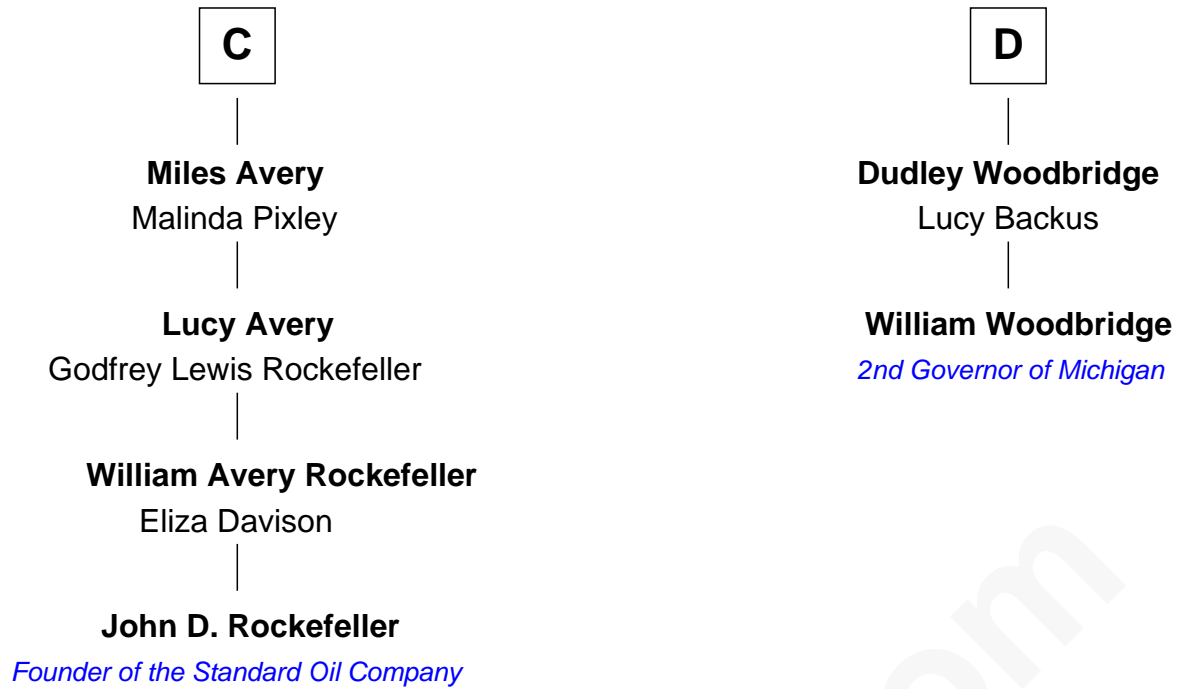 C
Miles Avery
Malinda Pixley
Lucy Avery
Godfrey Lewis Rockefeller
William Avery Rockefeller
Eliza Davison
John D. Rockefeller
Founder of the Standard Oil Company
D
Dudley Woodbridge
Lucy Backus
William Woodbridge
2nd Governor of Michigan
om